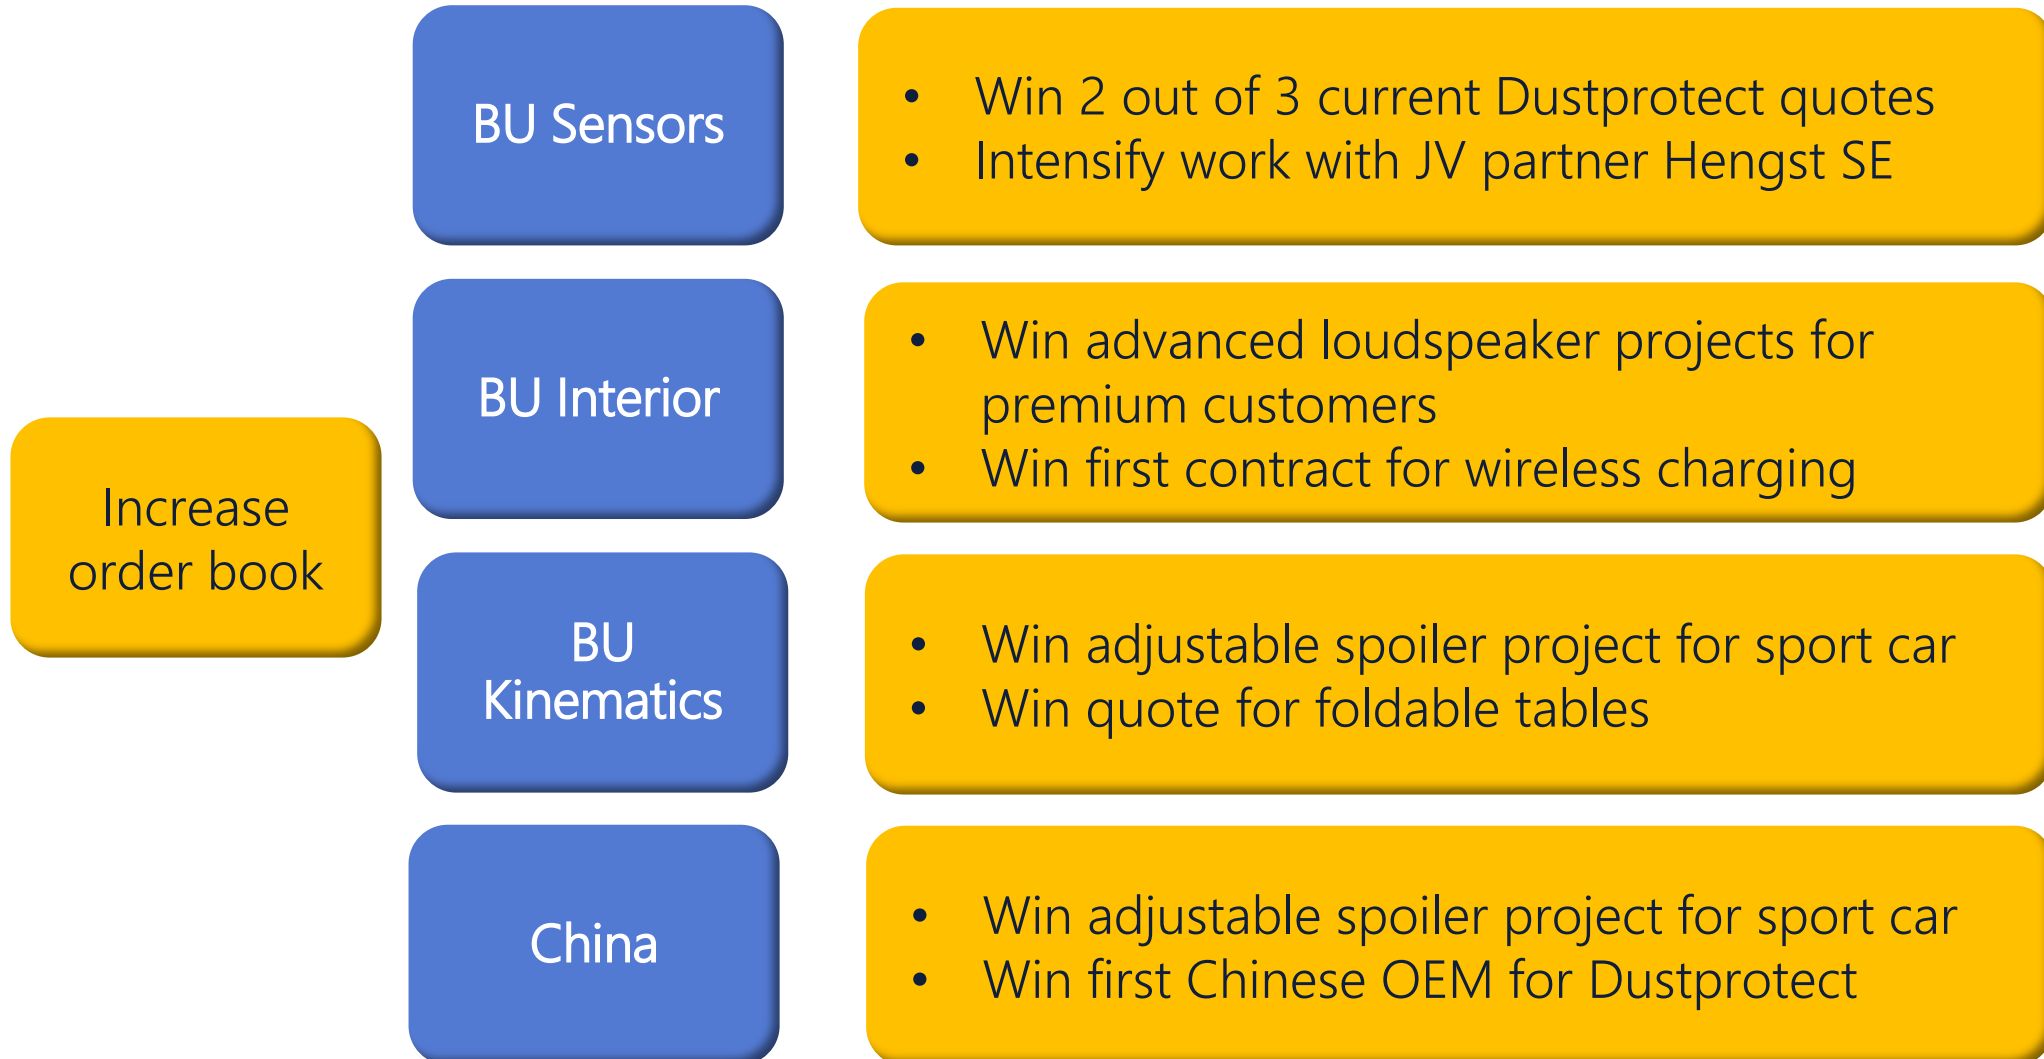 Increase
order book
BU Sensors
• Win 2 out of 3 current Dustprotect quotes
• Intensify work with JV partner Hengst SE
BU Interior
• Win advanced loudspeaker projects for
premium customers
• Win first contract for wireless charging
BU
Kinematics
• Win adjustable spoiler project for sport car
• Win quote for foldable tables
China
• Win adjustable spoiler project for sport car
• Win first Chinese OEM for Dustprotect